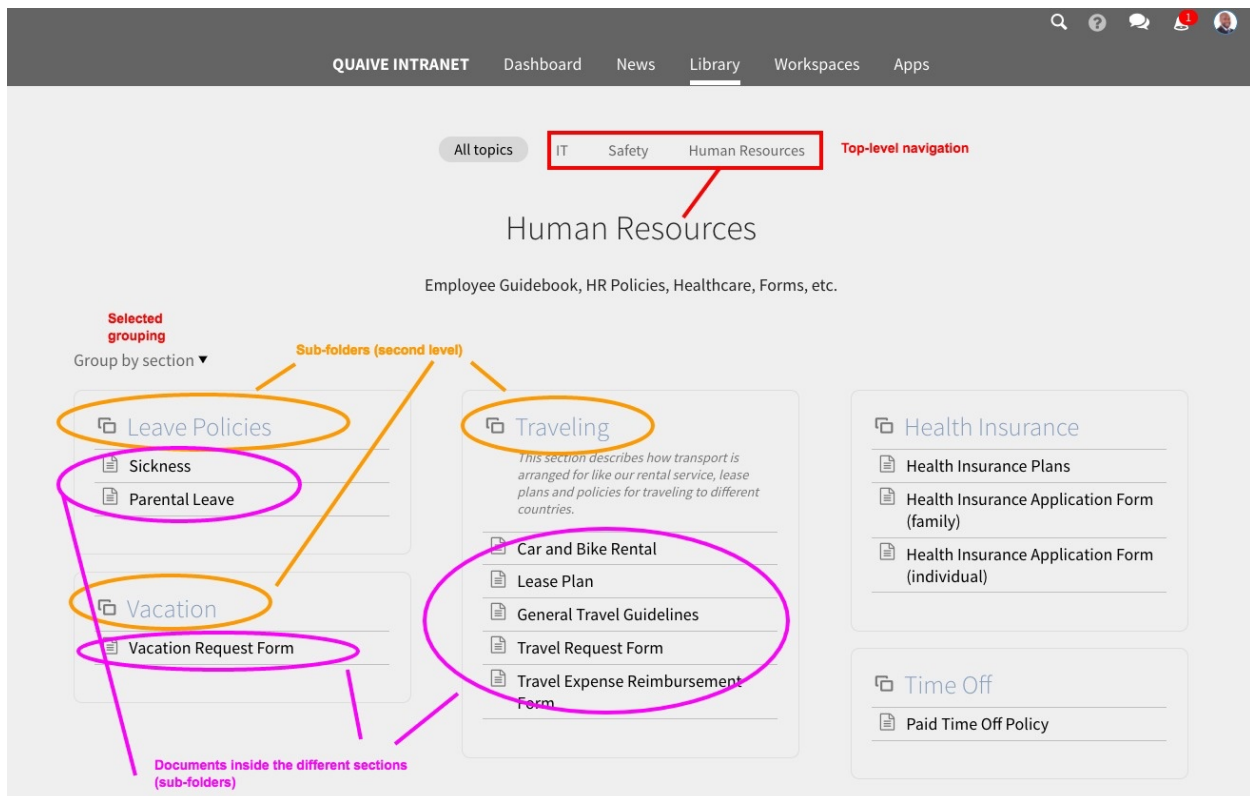 1
QUAIVE INTRANET Dashboard News Library Workspaces Apps
All topics IT Safety Human Resources Top-level navigation
Human Resources
Employee Guidebook, HR Policies, Healthcare, Forms, etc.
Selected
grouping
Group by section ▼
Sub-folders (second level)
Leave Policies
Sickness
Parental Leave
Vacation
Vacation Request Form
Traveling
This section describes how transport is
arranged for like our rental service, lease
plans and policies for traveling to different
countries.
Car and Bike Rental
Lease Plan
General Travel Guidelines
Travel Request Form
Travel Expense Reimbursement
Form
Health Insurance
Health Insurance Plans
Health Insurance Application Form
(family)
Health Insurance Application Form
(individual)
Time Off
Paid Time Off Policy
Documents inside the different sections
(sub-folders)